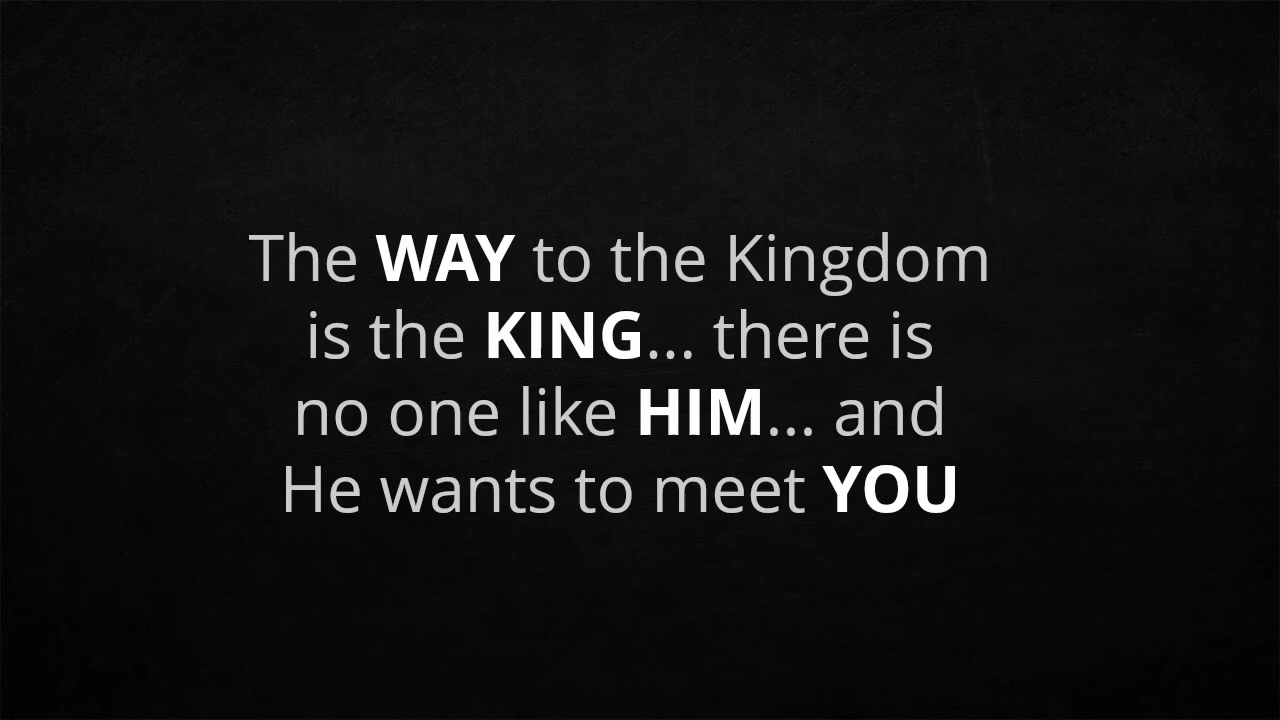 The WAY to the Kingdom
is the KING... there is
no one like HIM... and
He wants to meet YOU